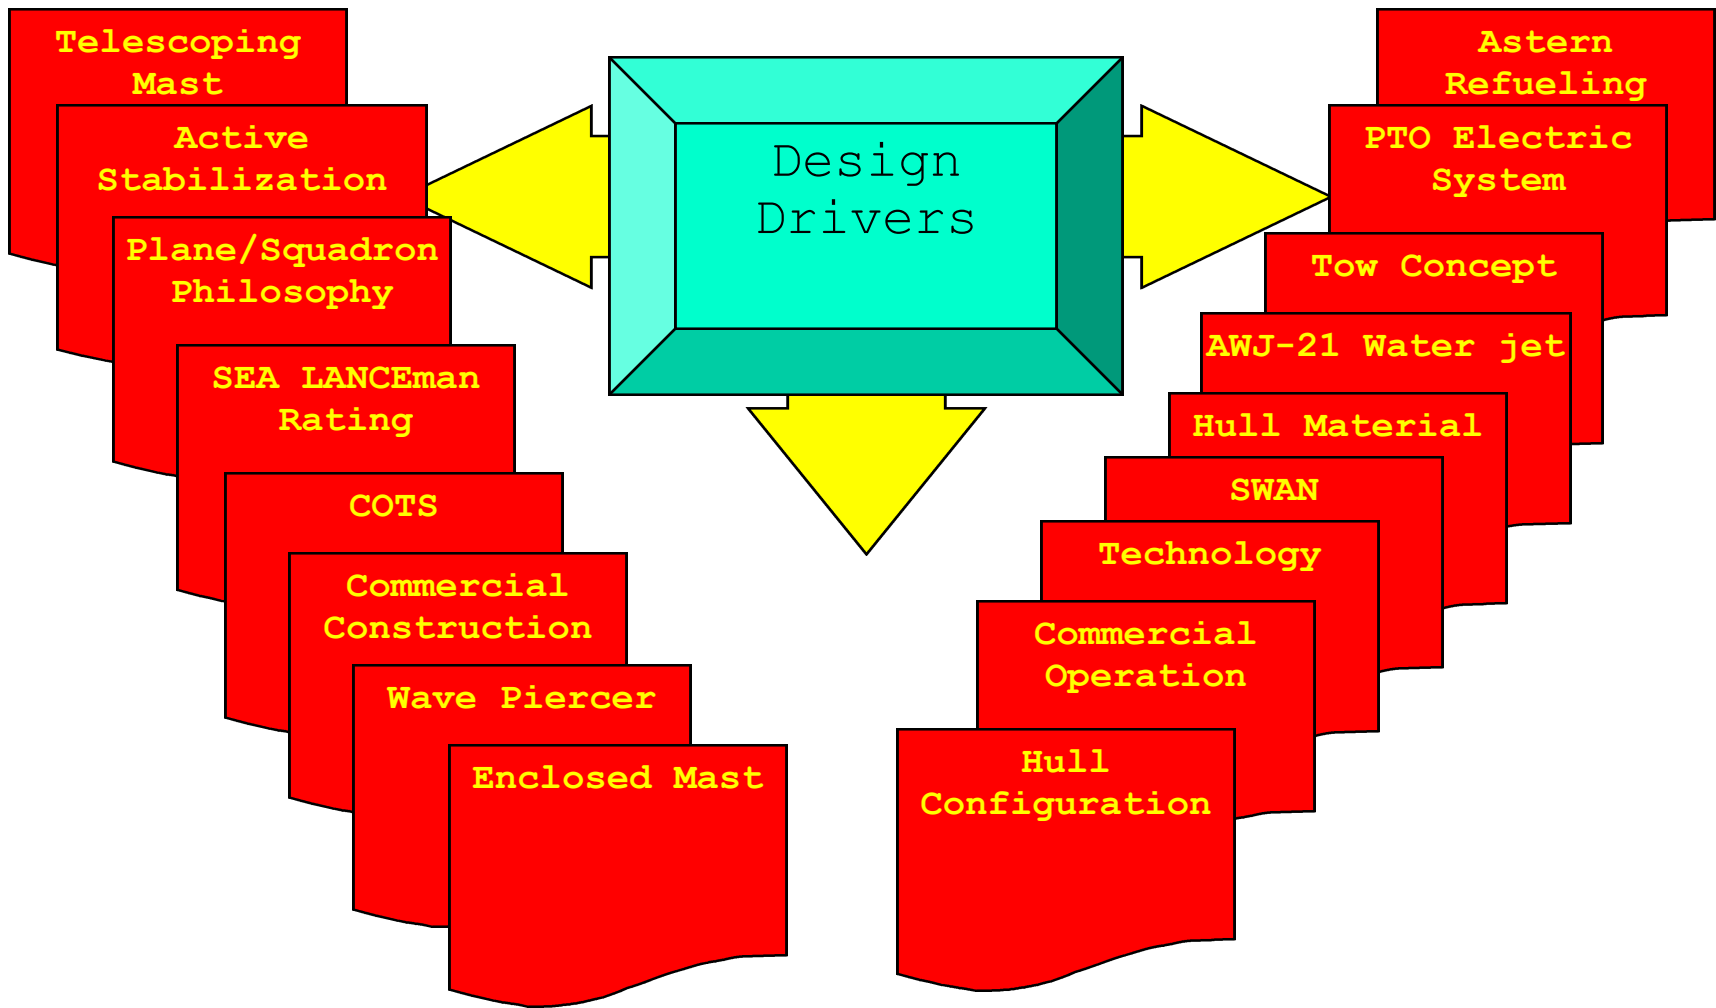 Telescoping
Mast
Active
Stabilization
Plane/Squadron
Philosophy
SEA LANCEman
Rating
COTS
Commercial
Construction
Wave Piercer
Enclosed Mast
Design
Drivers
Astern
Refueling
PTO Electric
System
Tow Concept
AWJ-21 Water jet
Hull Material
SWAN
Technology
Commercial
Operation
Hull
Configuration